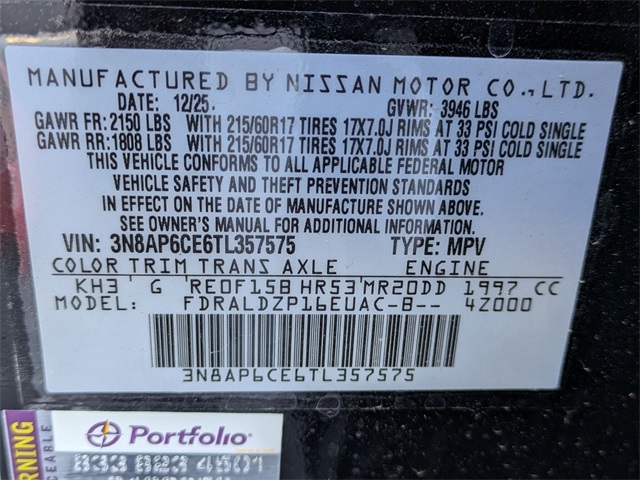 MANUFACTURED BY NISSAN MOTOR CO.,LTD.
DATE: 12/25. GVWR: 3946 LBS
GAWR FR: 2150 LBS WITH 215/60R17 TIRES 17X7.0J RIMS AT 33 PSI COLD SINGLE
GAWR RR: 1808 LBS WITH 215/60R17 TIRES 17X7.0J RIMS AT 33 PSI COLD SINGLE
THIS VEHICLE CONFORMS TO ALL APPLICABLE FEDERAL MOTOR
VEHICLE SAFETY AND THEFT PREVENTION STANDARDS
IN EFFECT ON THE DATE OF MANUFACTURE SHOWN ABOVE.
SEE OWNER'S MANUAL FOR ADDITIONAL INFORMATION.
VIN: 3N8AP6CE6TL357575 TYPE: MPV
COLOR TRIM TRANS AXLE ENGINE
KH3 G RE0F15B HR53 MR20DD 1997 CC
MODEL: FDRALDZP16EUAC-B-- 4Z000
3N8AP6CE6TL357575
Portfolio
833 823 4501